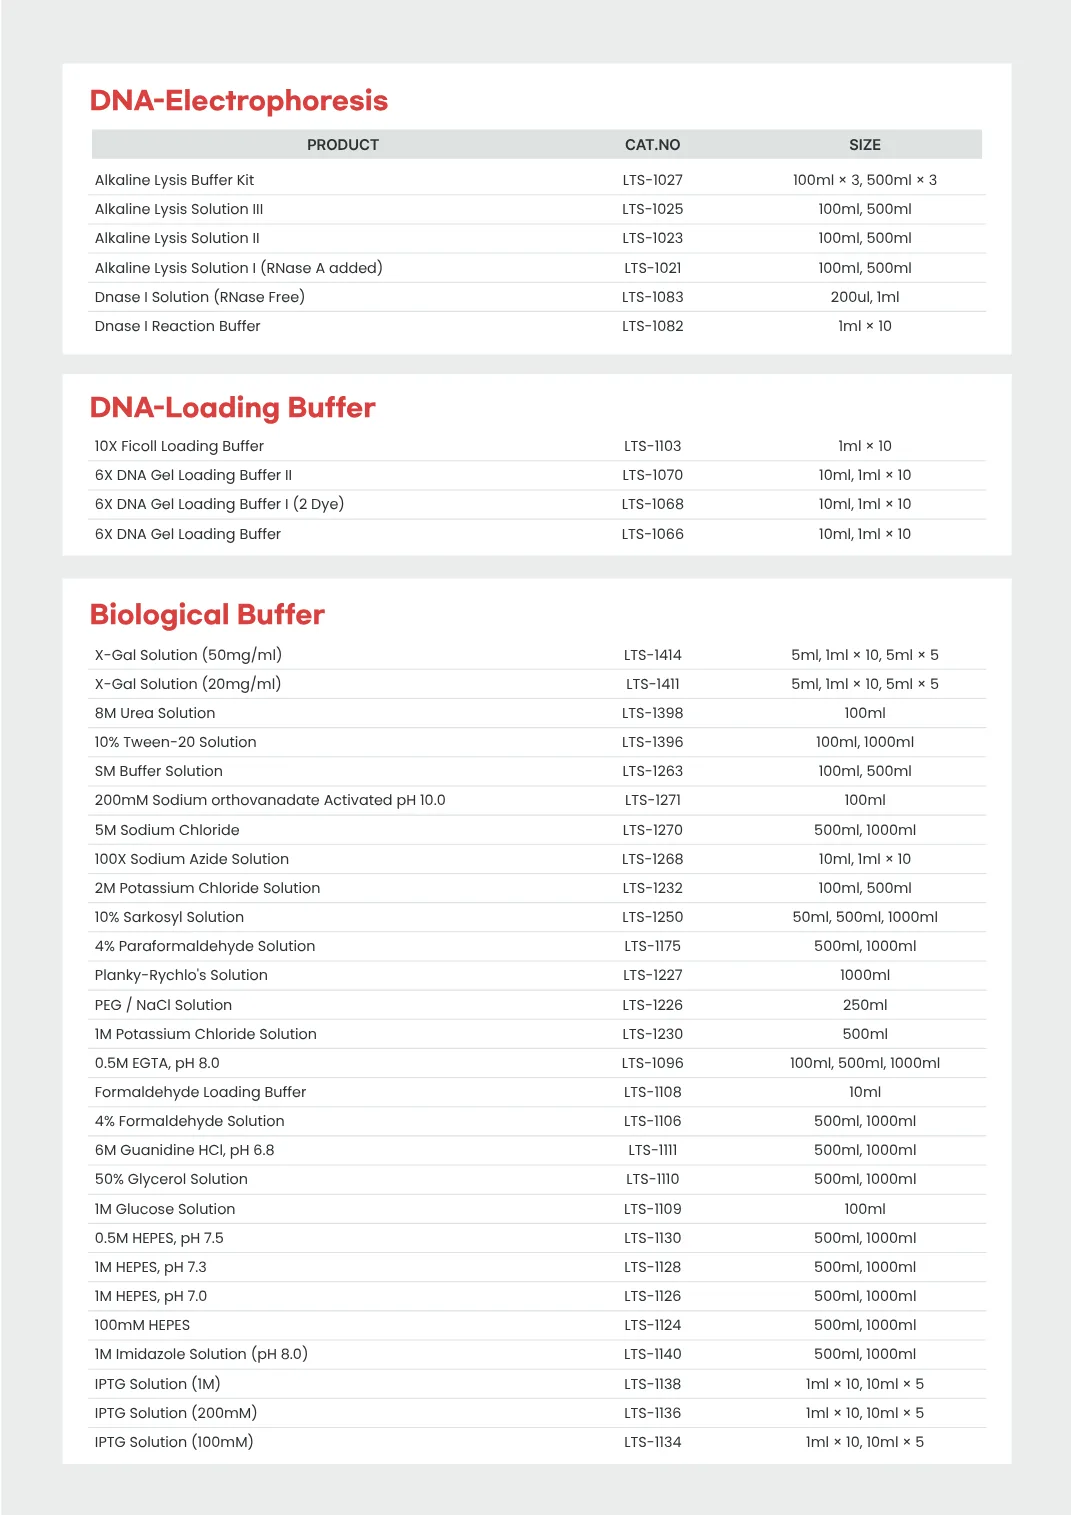 DNA-Electrophoresis
PRODUCT CAT.NO SIZE
Alkaline Lysis Buffer Kit LTS-1027 100ml × 3, 500ml × 3
Alkaline Lysis Solution III LTS-1025 100ml, 500ml
Alkaline Lysis Solution II LTS-1023 100ml, 500ml
Alkaline Lysis Solution I (RNase A added) LTS-1021 100ml, 500ml
Dnase I Solution (RNase Free) LTS-1083 200ul, 1ml
Dnase I Reaction Buffer LTS-1082 1ml × 10
DNA-Loading Buffer
10X Ficoll Loading Buffer LTS-1103 1ml × 10
6X DNA Gel Loading Buffer II LTS-1070 10ml, 1ml × 10
6X DNA Gel Loading Buffer I (2 Dye) LTS-1068 10ml, 1ml × 10
6X DNA Gel Loading Buffer LTS-1066 10ml, 1ml × 10
Biological Buffer
X-Gal Solution (50mg/ml) LTS-1414 5ml, 1ml × 10, 5ml × 5
X-Gal Solution (20mg/ml) LTS-1411 5ml, 1ml × 10, 5ml × 5
8M Urea Solution LTS-1398 100ml
10% Tween-20 Solution LTS-1396 100ml, 1000ml
SM Buffer Solution LTS-1263 100ml, 500ml
200mM Sodium orthovanadate Activated pH 10.0 LTS-1271 100ml
5M Sodium Chloride LTS-1270 500ml, 1000ml
100X Sodium Azide Solution LTS-1268 10ml, 1ml × 10
2M Potassium Chloride Solution LTS-1232 100ml, 500ml
10% Sarkosyl Solution LTS-1250 50ml, 500ml, 1000ml
4% Paraformaldehyde Solution LTS-1175 500ml, 1000ml
Planky-Rychlo's Solution LTS-1227 1000ml
PEG / NaCl Solution LTS-1226 250ml
1M Potassium Chloride Solution LTS-1230 500ml
0.5M EGTA, pH 8.0 LTS-1096 100ml, 500ml, 1000ml
Formaldehyde Loading Buffer LTS-1108 10ml
4% Formaldehyde Solution LTS-1106 500ml, 1000ml
6M Guanidine HCl, pH 6.8 LTS-1111 500ml, 1000ml
50% Glycerol Solution LTS-1110 500ml, 1000ml
1M Glucose Solution LTS-1109 100ml
0.5M HEPES, pH 7.5 LTS-1130 500ml, 1000ml
1M HEPES, pH 7.3 LTS-1128 500ml, 1000ml
1M HEPES, pH 7.0 LTS-1126 500ml, 1000ml
100mM HEPES LTS-1124 500ml, 1000ml
1M Imidazole Solution (pH 8.0) LTS-1140 500ml, 1000ml
IPTG Solution (1M) LTS-1138 1ml × 10, 10ml × 5
IPTG Solution (200mM) LTS-1136 1ml × 10, 10ml × 5
IPTG Solution (100mM) LTS-1134 1ml × 10, 10ml × 5